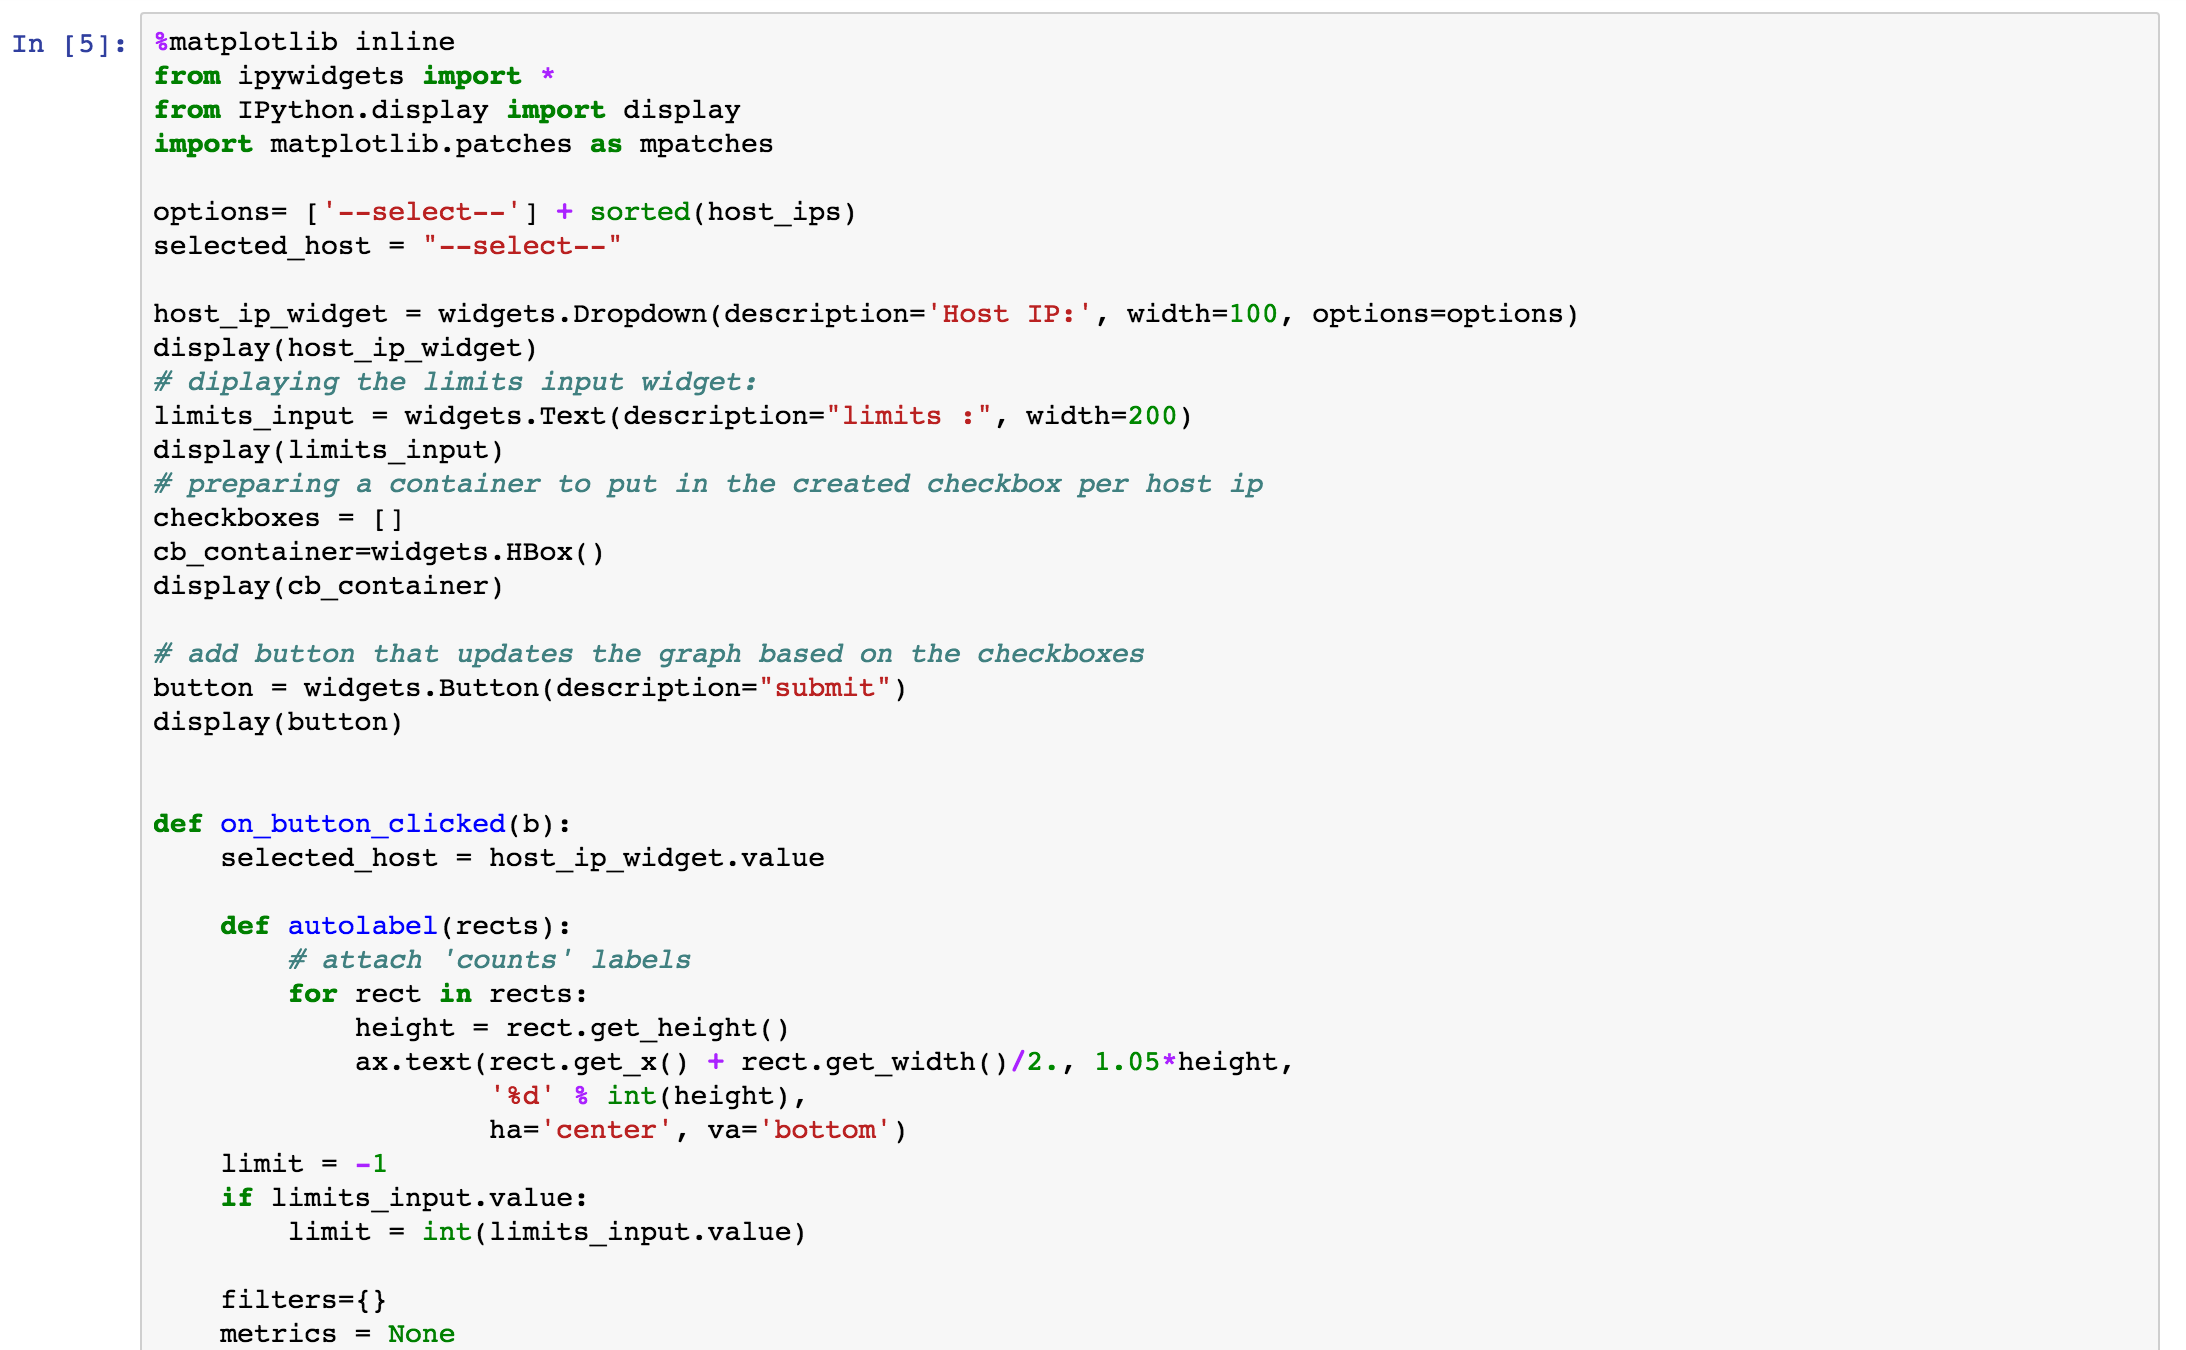 In [5]:
%matplotlib inline
from ipywidgets import *
from IPython.display import display
import matplotlib.patches as mpatches

options= ['--select--'] + sorted(host_ips)
selected_host = "--select--"

host_ip_widget = widgets.Dropdown(description='Host IP:', width=100, options=options)
display(host_ip_widget)
# diplaying the limits input widget:
limits_input = widgets.Text(description="limits :", width=200)
display(limits_input)
# preparing a container to put in the created checkbox per host ip
checkboxes = []
cb_container=widgets.HBox()
display(cb_container)

# add button that updates the graph based on the checkboxes
button = widgets.Button(description="submit")
display(button)


def on_button_clicked(b):
    selected_host = host_ip_widget.value

    def autolabel(rects):
        # attach 'counts' labels
        for rect in rects:
            height = rect.get_height()
            ax.text(rect.get_x() + rect.get_width()/2., 1.05*height,
                    '%d' % int(height),
                    ha='center', va='bottom')
    limit = -1
    if limits_input.value:
        limit = int(limits_input.value)

    filters={}
    metrics = None